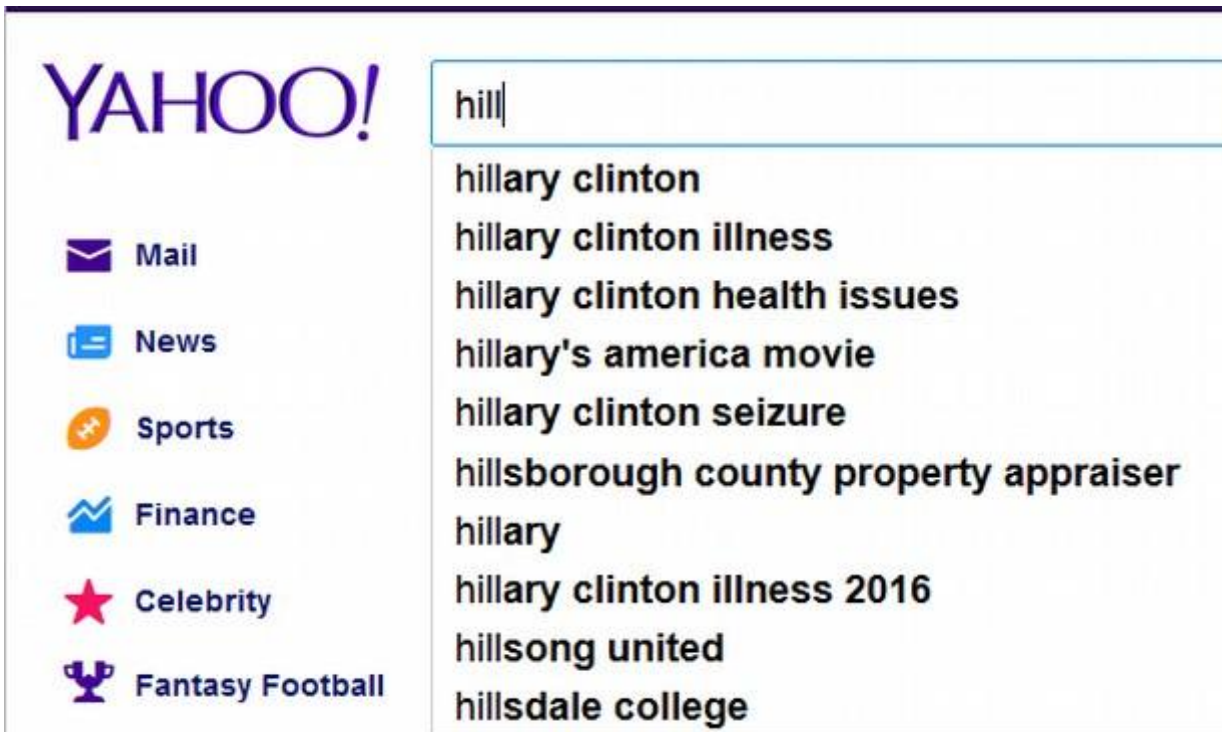 YAHOO!
hill
hillary clinton
hillary clinton illness
hillary clinton health issues
hillary's america movie
hillary clinton seizure
hillsborough county property appraiser
hillary
hillary clinton illness 2016
hillsong united
hillsdale college
Mail
News
Sports
Finance
Celebrity
Fantasy Football